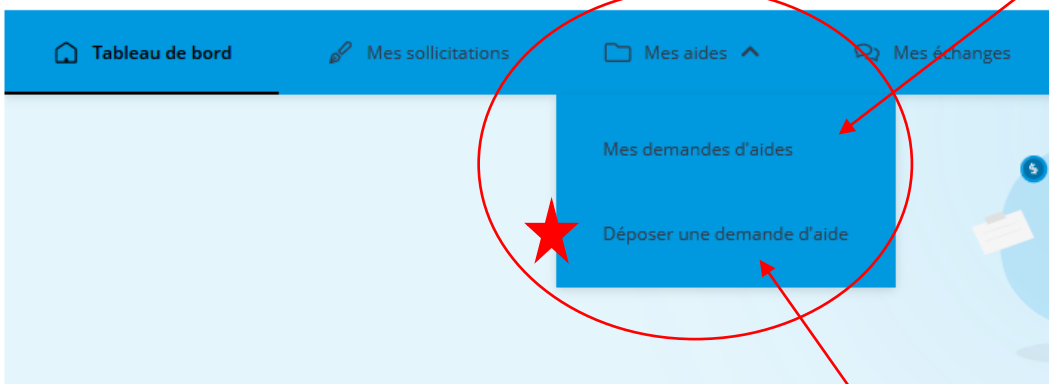 Tableau de bord
Mes sollicitations
Mes aides
Mes échanges
Mes demandes d'aides
Déposer une demande d'aide